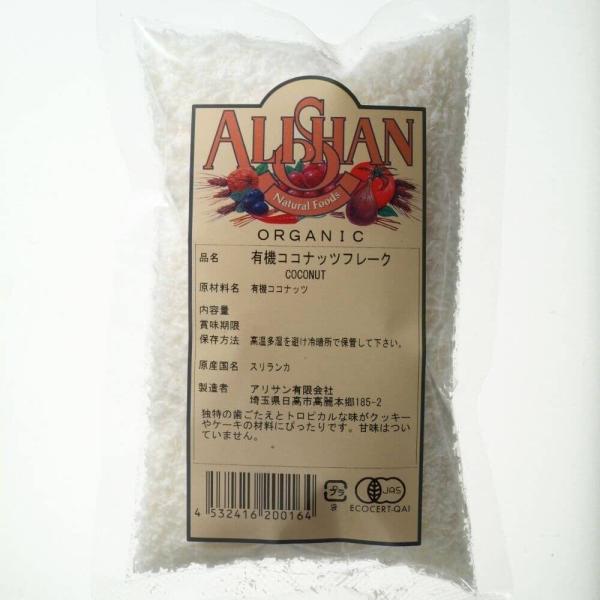 ALISHAN
Natural Foods
ORGANIC
品名 有機ココナッツフレーク
COCONUT
原材料名 有機ココナッツ
内容量
賞味期限
保存方法 高温多湿を避け冷暗所で保管して下さい。
原産国名 スリランカ
製造者 アリサン有限会社
埼玉県日高市高麗本郷185-2
独特の歯ごたえとトロピカルな味がクッキー
やケーキの材料にぴったりです。甘味はつい
ていません。
プラ
袋
JAS
ECOCERT-QAI
4 532416 200164